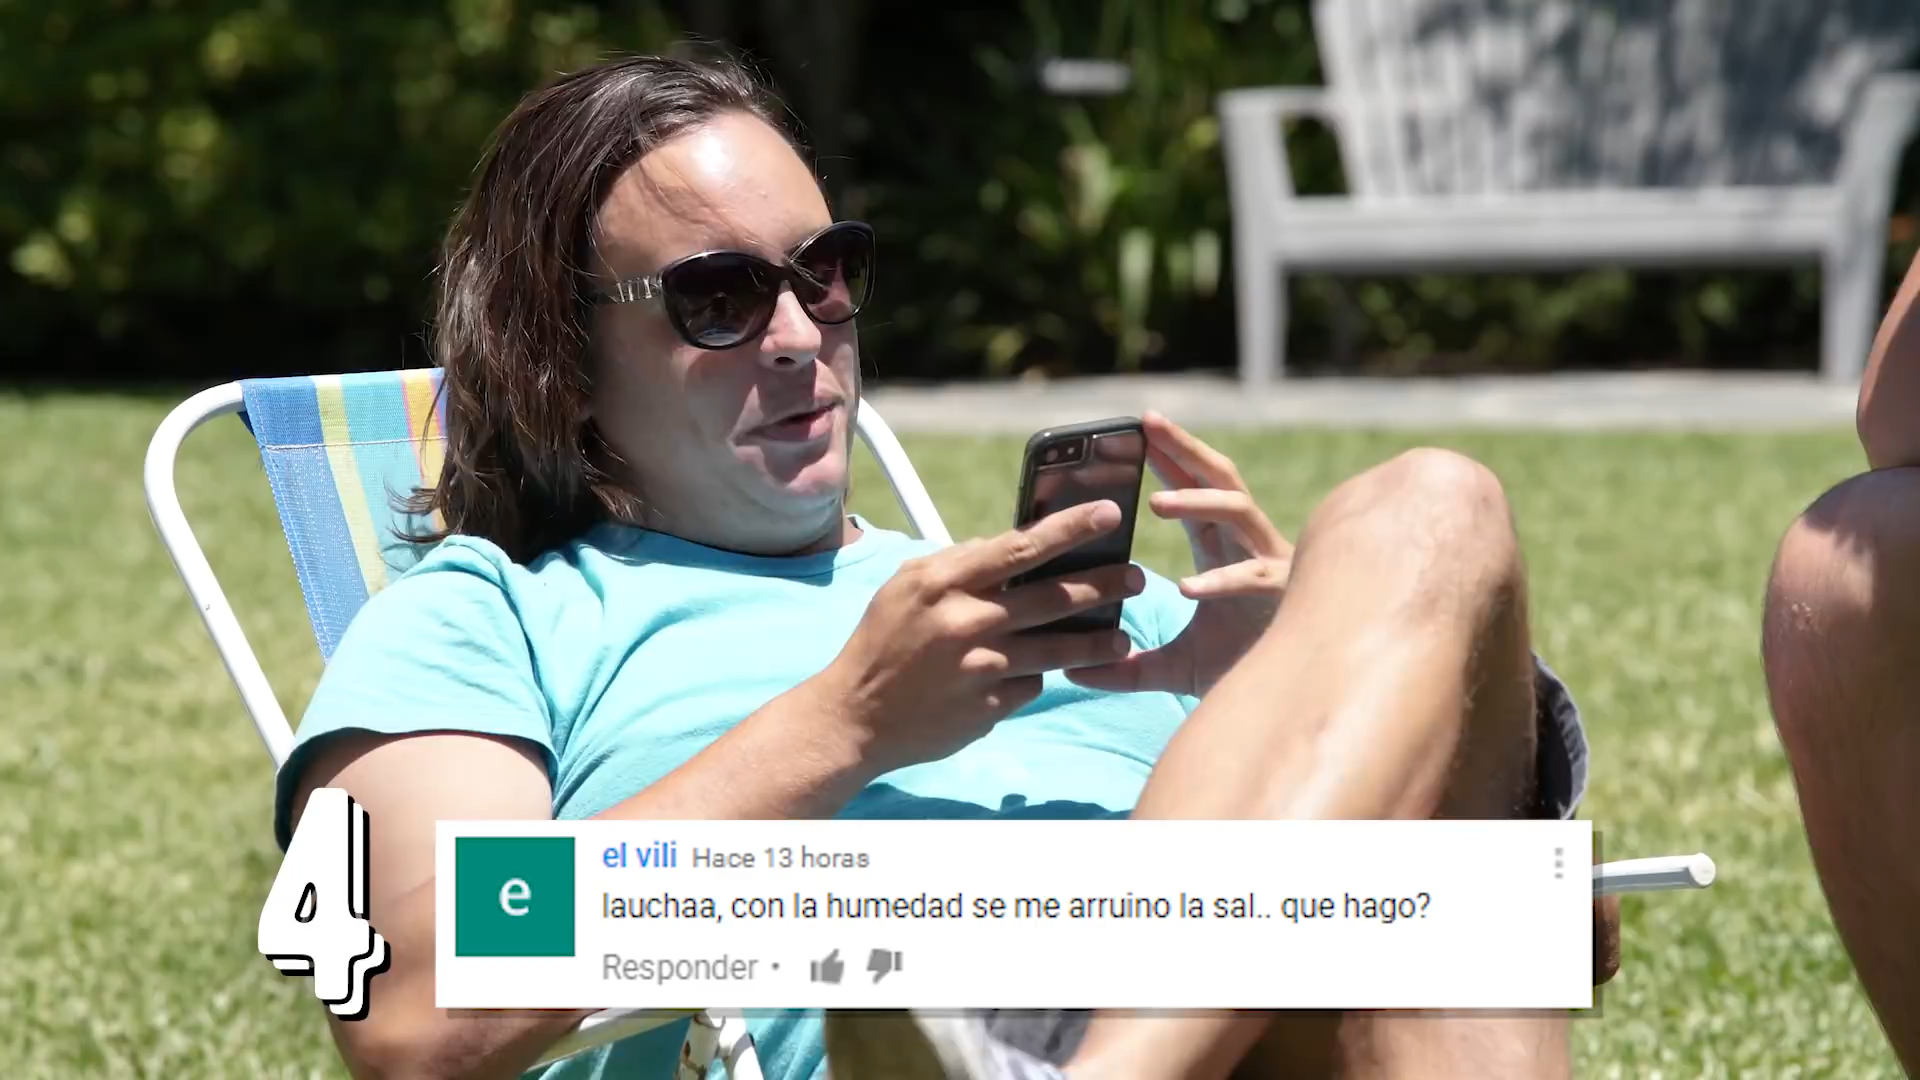 4
el vili Hace 13 horas
lauchaa, con la humedad se me arruino la sal.. que hago?
Responder •
e